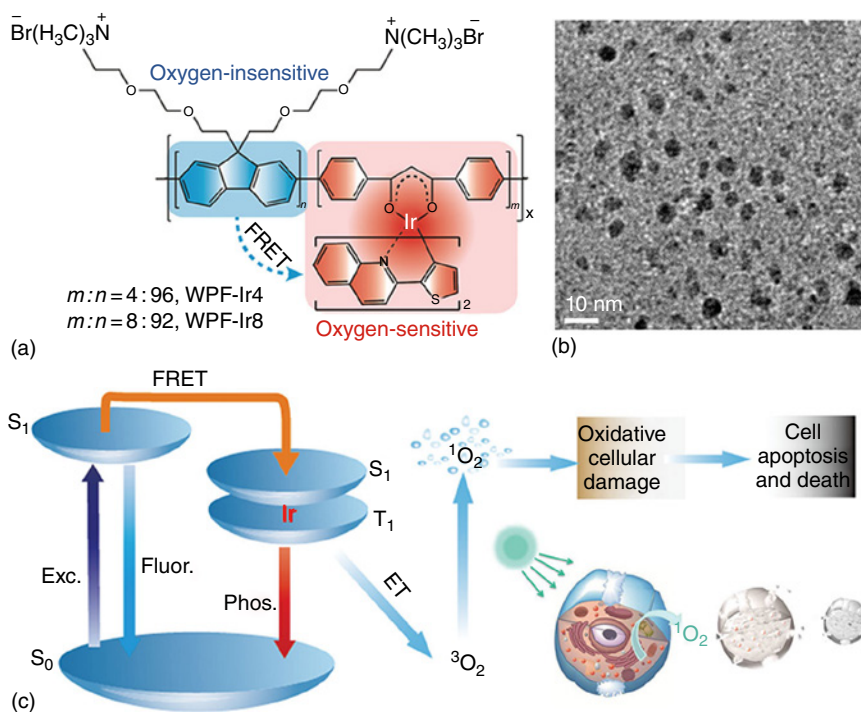 Br(H₃C)₃N⁺
N(CH₃)₃Br⁻
Oxygen-insensitive
O
O
O
O
n
m
x
O
O
Ir
FRET
N
S
2
m:n = 4 : 96, WPF-Ir4
m:n = 8 : 92, WPF-Ir8
Oxygen-sensitive
(a)
10 nm
(b)
FRET
S₁
S₁
Ir
T₁
Exc.
Fluor.
Phos.
ET
S₀
³O₂
¹O₂
Oxidative
cellular
damage
Cell
apoptosis
and death
¹O₂
(c)